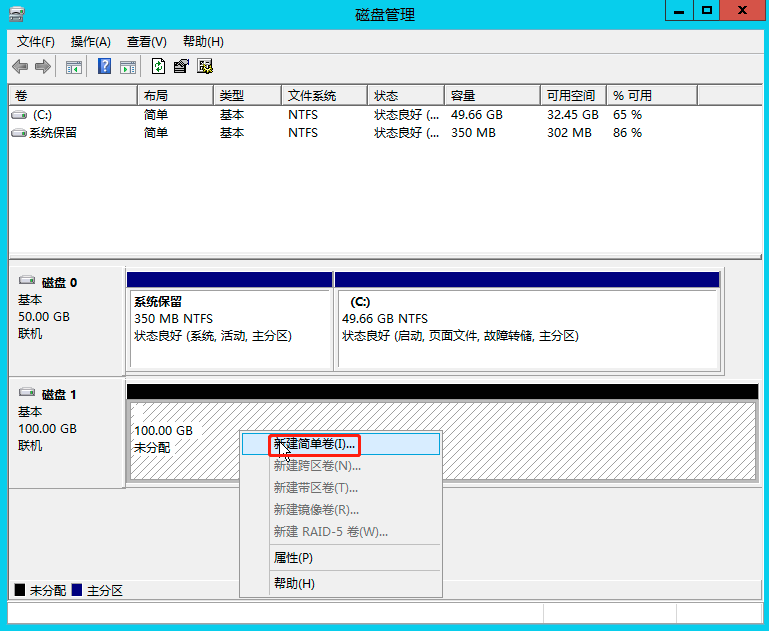 磁盘管理
文件(F) 操作(A) 查看(V) 帮助(H)
卷 布局 类型 文件系统 状态 容量 可用空间 % 可用
(C:) 简单 基本 NTFS 状态良好 (... 49.66 GB 32.45 GB 65 %
系统保留 简单 基本 NTFS 状态良好 (... 350 MB 302 MB 86 %
磁盘 0
基本
50.00 GB
联机
系统保留
350 MB NTFS
状态良好 (系统, 活动, 主分区)
(C:)
49.66 GB NTFS
状态良好 (启动, 页面文件, 故障转储, 主分区)
磁盘 1
基本
100.00 GB
联机
100.00 GB
未分配
新建简单卷(I)...
新建跨区卷(N)...
新建带区卷(T)...
新建镜像卷(R)...
新建 RAID-5 卷(W)...
属性(P)
帮助(H)
未分配 主分区